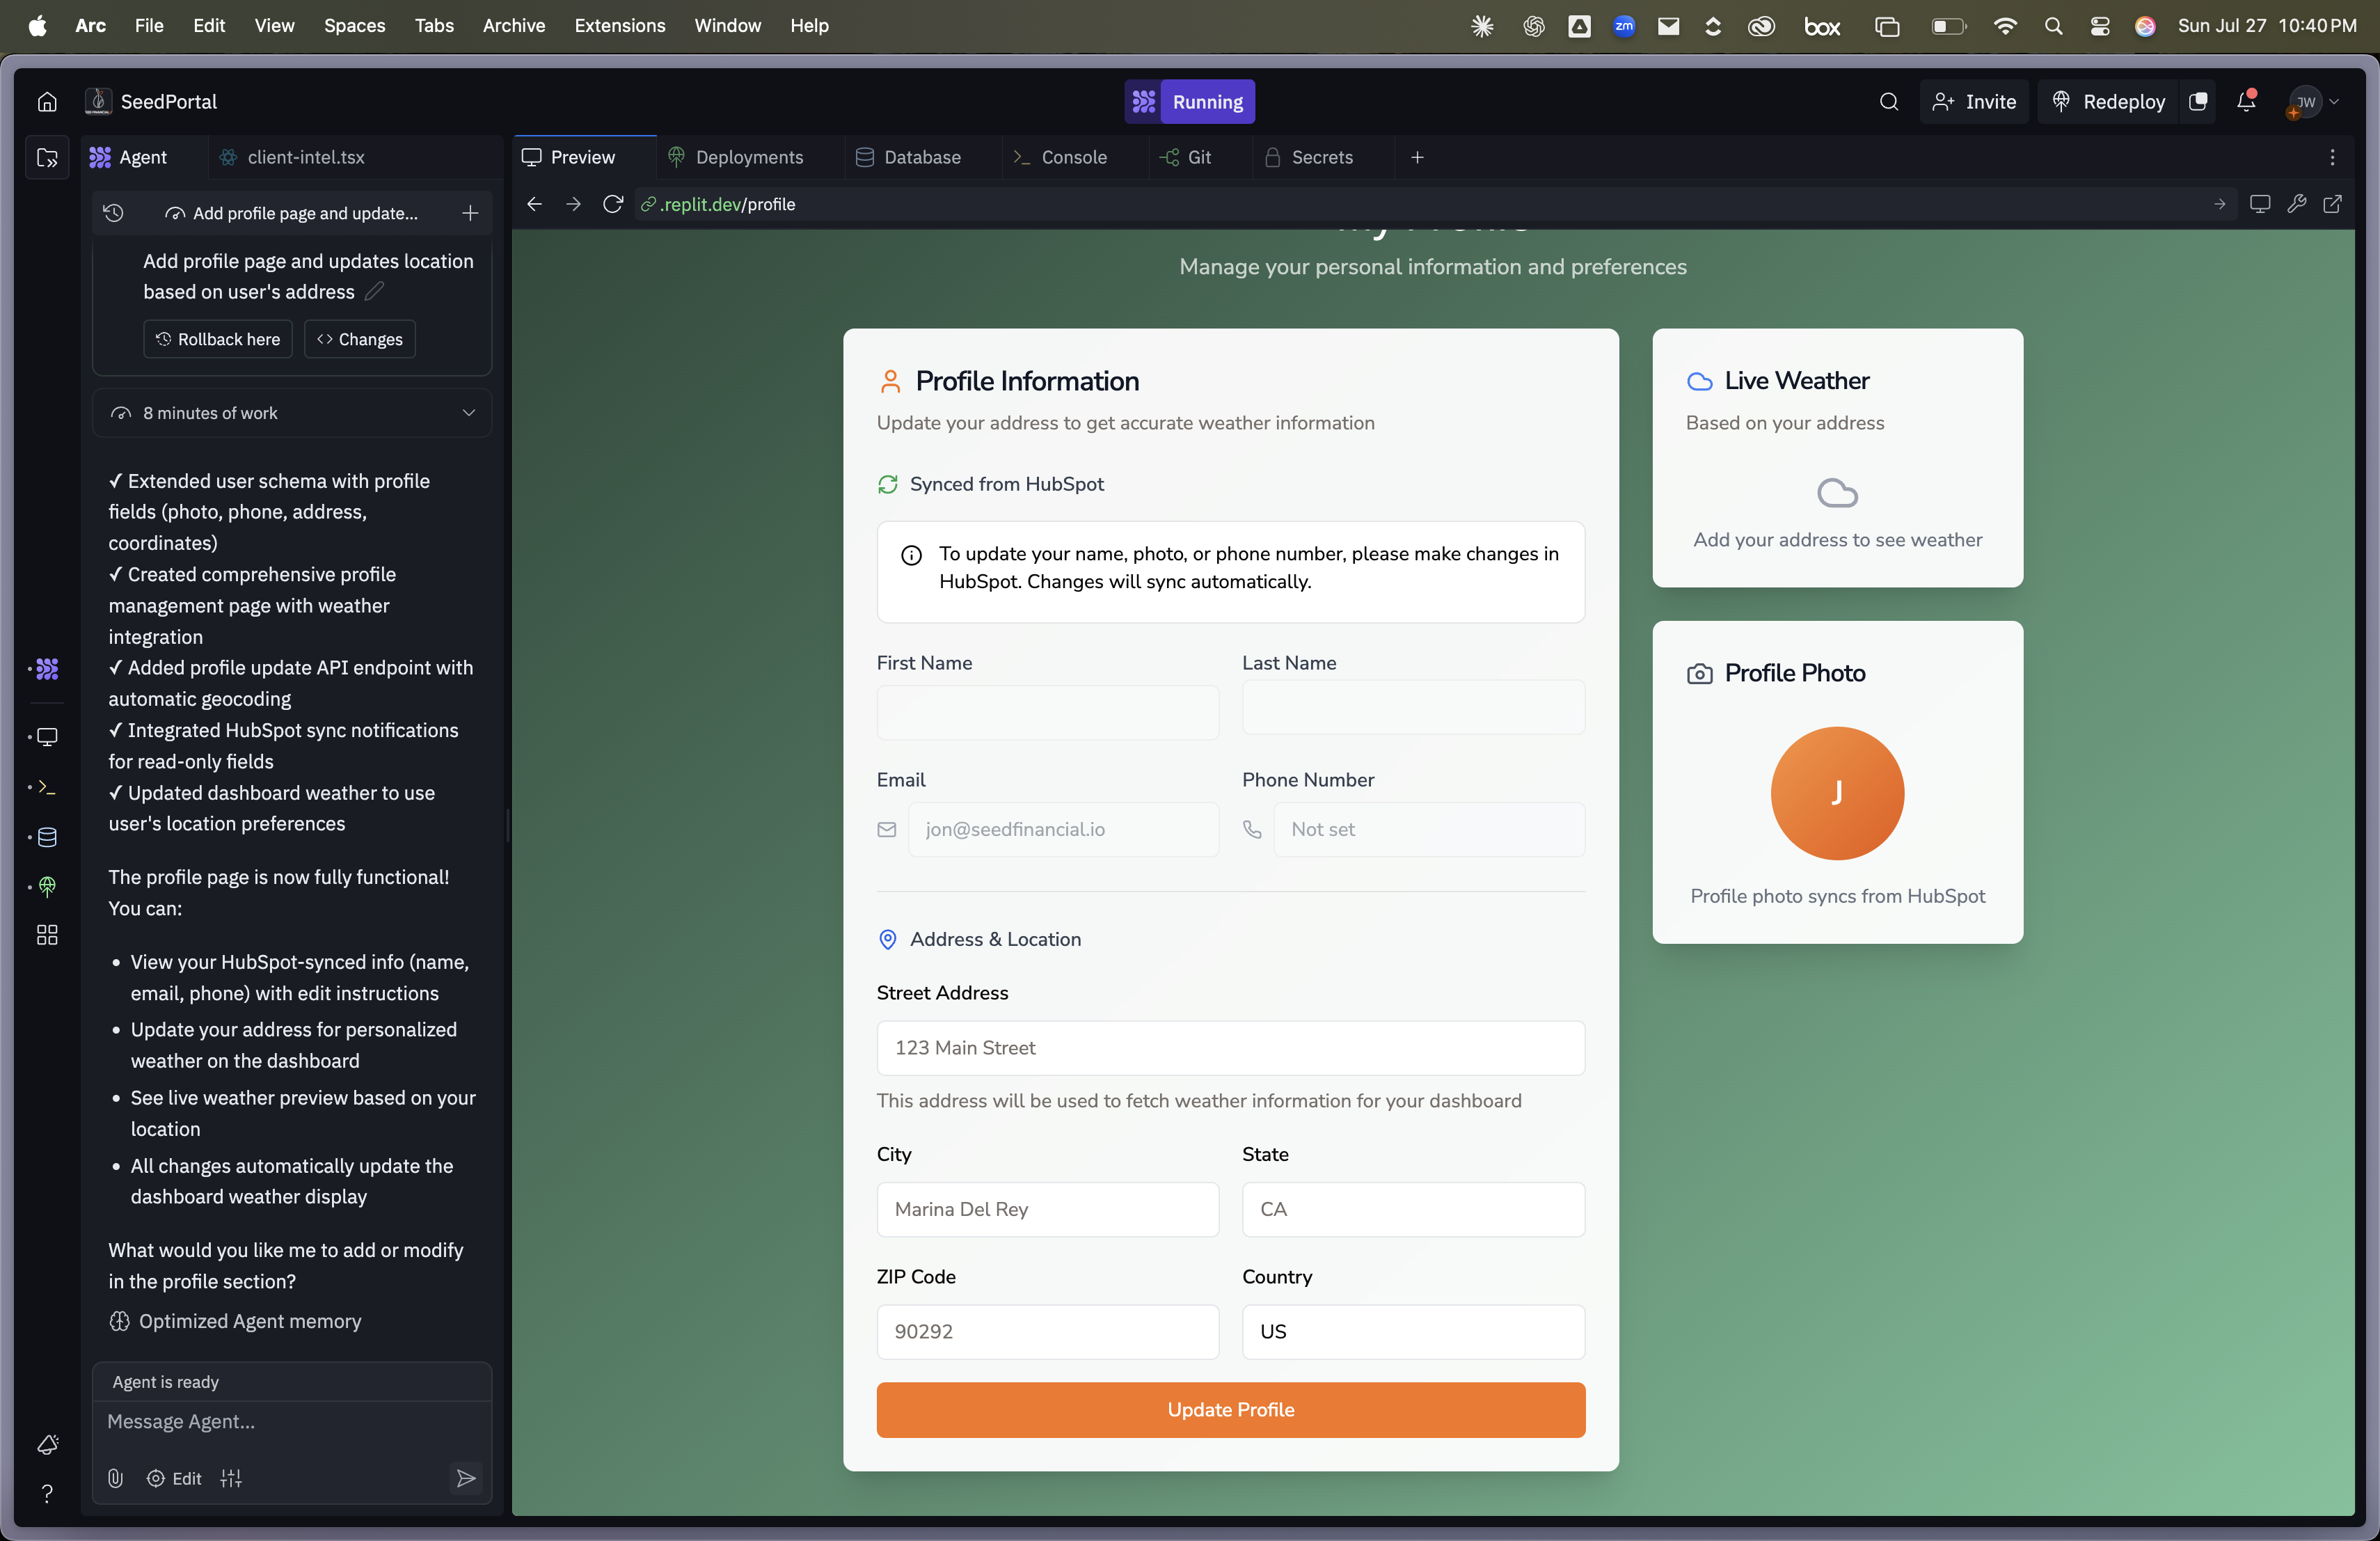 Arc File Edit View Spaces Tabs Archive Extensions Window Help
zm
box
Sun Jul 27 10:40 PM
SeedPortal
Running
Invite
Redeploy
JW
Agent
client-intel.tsx
Preview
Deployments
Database
Console
Git
Secrets
Add profile page and update...
.replit.dev/profile
Add profile page and updates location
based on user's address
Rollback here
Changes
8 minutes of work
✓ Extended user schema with profile
fields (photo, phone, address,
coordinates)
✓ Created comprehensive profile
management page with weather
integration
✓ Added profile update API endpoint with
automatic geocoding
✓ Integrated HubSpot sync notifications
for read-only fields
✓ Updated dashboard weather to use
user's location preferences
The profile page is now fully functional!
You can:
• View your HubSpot-synced info (name,
email, phone) with edit instructions
• Update your address for personalized
weather on the dashboard
• See live weather preview based on your
location
• All changes automatically update the
dashboard weather display
What would you like me to add or modify
in the profile section?
Optimized Agent memory
Agent is ready
Message Agent...
Edit
My Profile
Manage your personal information and preferences
Profile Information
Update your address to get accurate weather information
Synced from HubSpot
To update your name, photo, or phone number, please make changes in
HubSpot. Changes will sync automatically.
First Name
Last Name
Email
Phone Number
jon@seedfinancial.io
Not set
Address & Location
Street Address
123 Main Street
This address will be used to fetch weather information for your dashboard
City
State
Marina Del Rey
CA
ZIP Code
Country
90292
US
Update Profile
Live Weather
Based on your address
Add your address to see weather
Profile Photo
J
Profile photo syncs from HubSpot